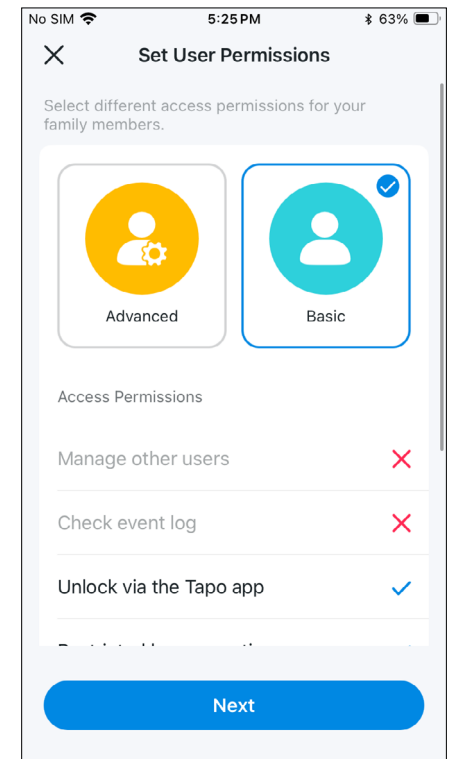 No SIM 5:25 PM 63%
Set User Permissions
Select different access permissions for your
family members.
Advanced Basic
Access Permissions
Manage other users
Check event log
Unlock via the Tapo app
Next